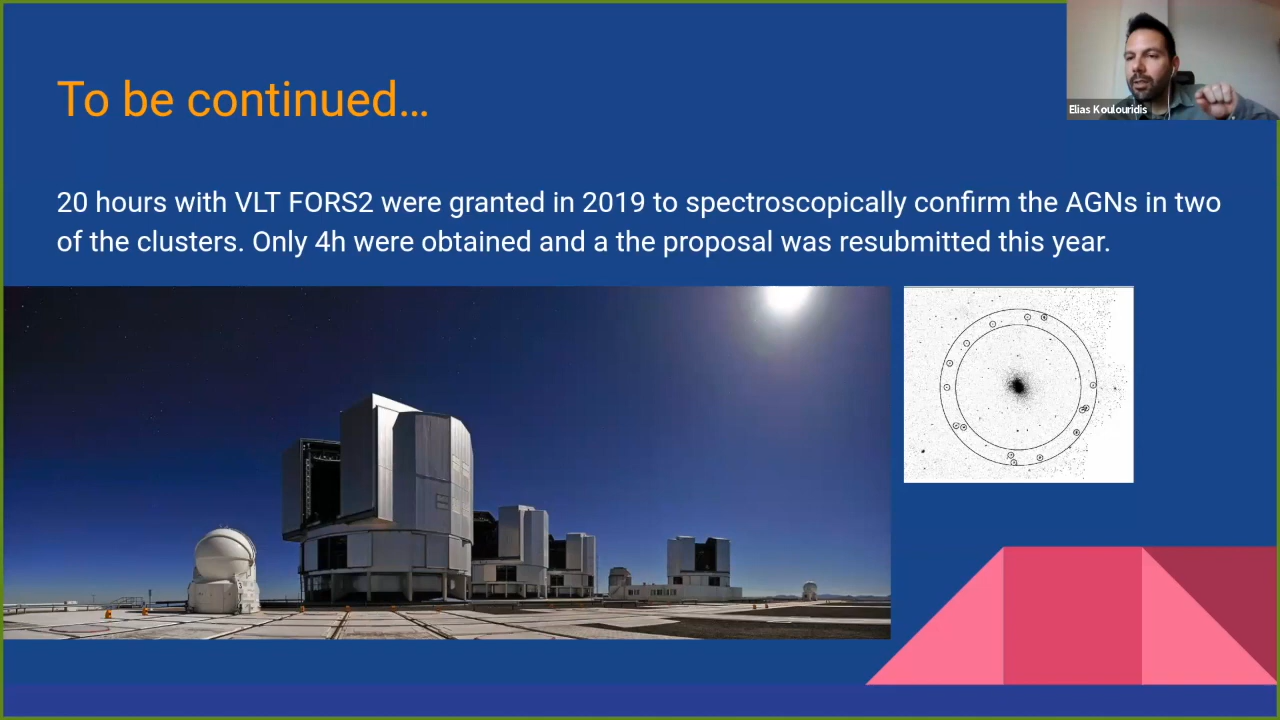 To be continued…
Elias Koulouridis
20 hours with VLT FORS2 were granted in 2019 to spectroscopically confirm the AGNs in two
of the clusters. Only 4h were obtained and a the proposal was resubmitted this year.